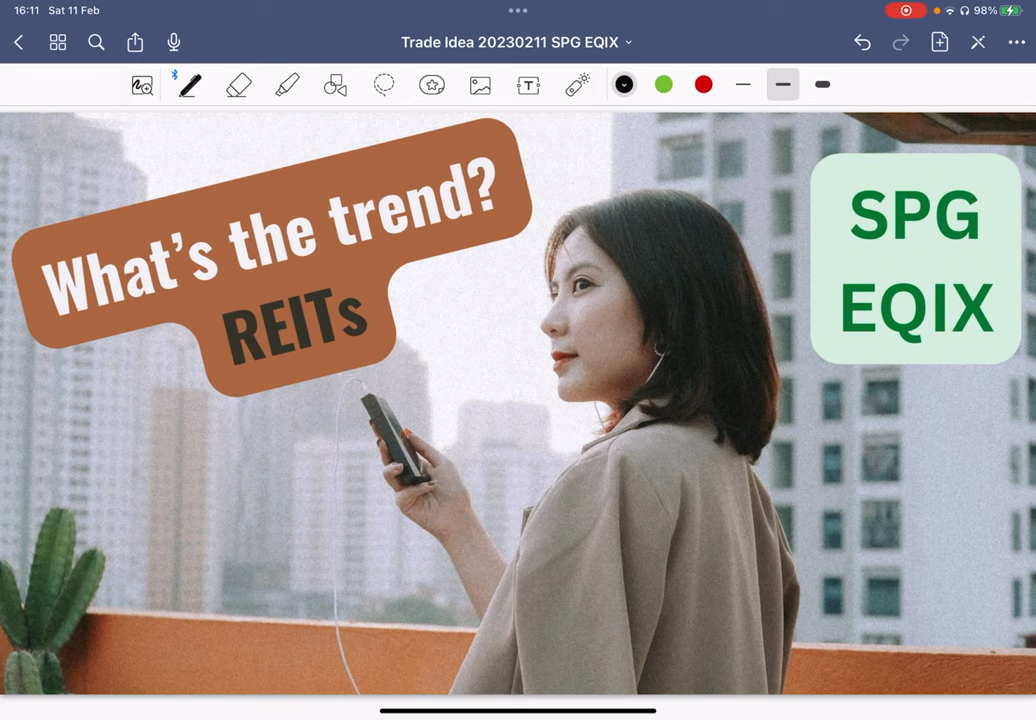 16:11 Sat 11 Feb
98%
Trade Idea 20230211 SPG EQIX
T
What's the trend?
REITs
SPG
EQIX